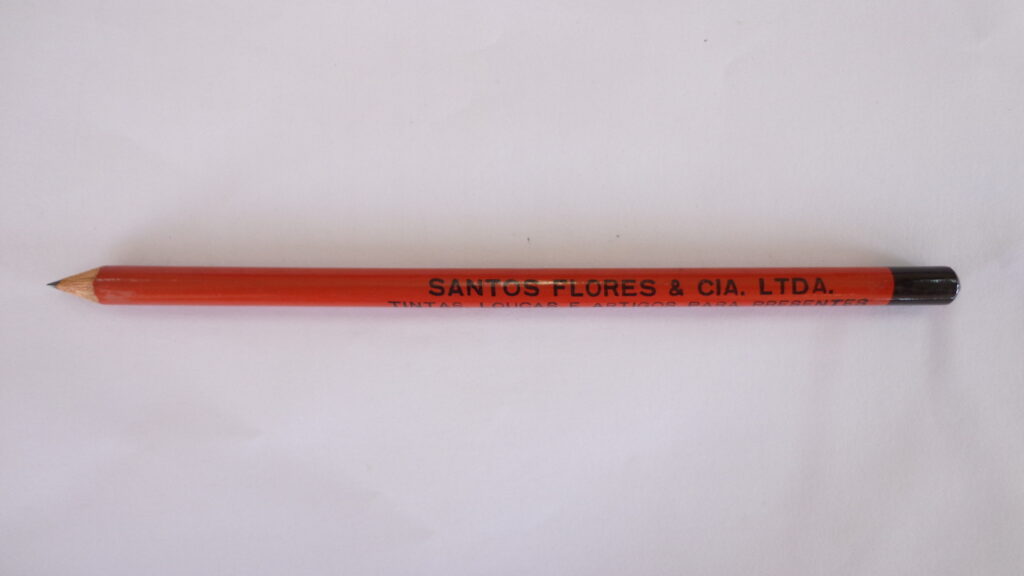 SANTOS FLORES & CIA. LTDA.
TINTAS, LOUÇAS E ARTIGOS PARA PRESENTES